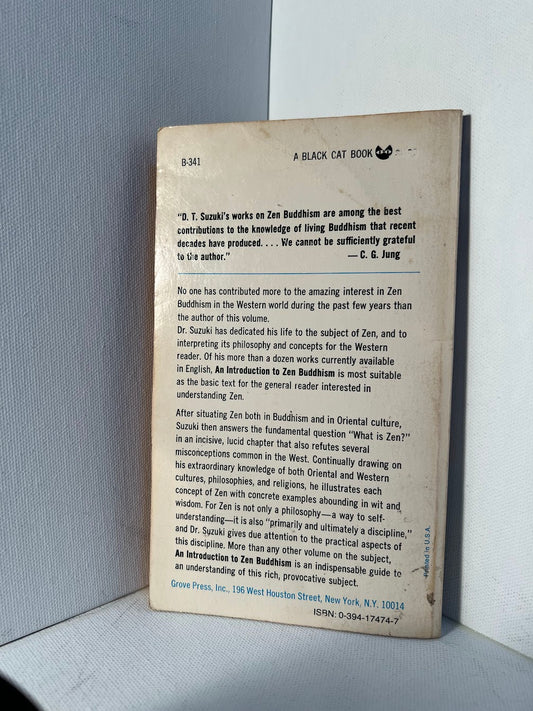 B-341
A BLACK CAT BOOK
"D. T. Suzuki's works on Zen Buddhism are among the best
contributions to the knowledge of living Buddhism that recent
decades have produced. . . . We cannot be sufficiently grateful
to the author."
— C. G. Jung
No one has contributed more to the amazing interest in Zen
Buddhism in the Western world during the past few years than
the author of this volume.
Dr. Suzuki has dedicated his life to the subject of Zen, and to
interpreting its philosophy and concepts for the Western
reader. Of his more than a dozen works currently available
in English, An Introduction to Zen Buddhism is most suitable
as the basic text for the general reader interested in
understanding Zen.
After situating Zen both in Buddhism and in Oriental culture,
Suzuki then answers the fundamental question "What is Zen?"
in an incisive, lucid chapter that also refutes several
misconceptions common in the West. Continually drawing on
his extraordinary knowledge of both Oriental and Western
cultures, philosophies, and religions, he illustrates each
concept of Zen with concrete examples abounding in wit and
wisdom. For Zen is not only a philosophy—a way to self-
understanding—it is also "primarily and ultimately a discipline,"
and Dr. Suzuki gives due attention to the practical aspects of
this discipline. More than any other volume on the subject,
An Introduction to Zen Buddhism is an indispensable guide to
an understanding of this rich, provocative subject.
Grove Press, Inc., 196 West Houston Street, New York, N.Y. 10014
ISBN: 0-394-17474-7
Printed in U.S.A.